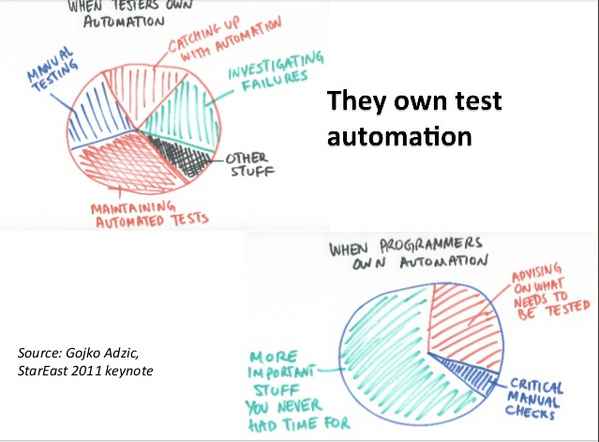 WHEN TESTERS OWN
AUTOMATION
CATCHING UP
WITH AUTOMATION
MANUAL
TESTING
INVESTIGATING
FAILURES
OTHER
STUFF
MAINTAINING
AUTOMATED TESTS
They own test
automation
WHEN PROGRAMMERS
OWN AUTOMATION
ADVISING
ON WHAT
NEEDS TO
BE TESTED
CRITICAL
MANUAL
CHECKS
MORE
IMPORTANT
STUFF
YOU NEVER
HAD TIME FOR
Source: Gojko Adzic,
StarEast 2011 keynote